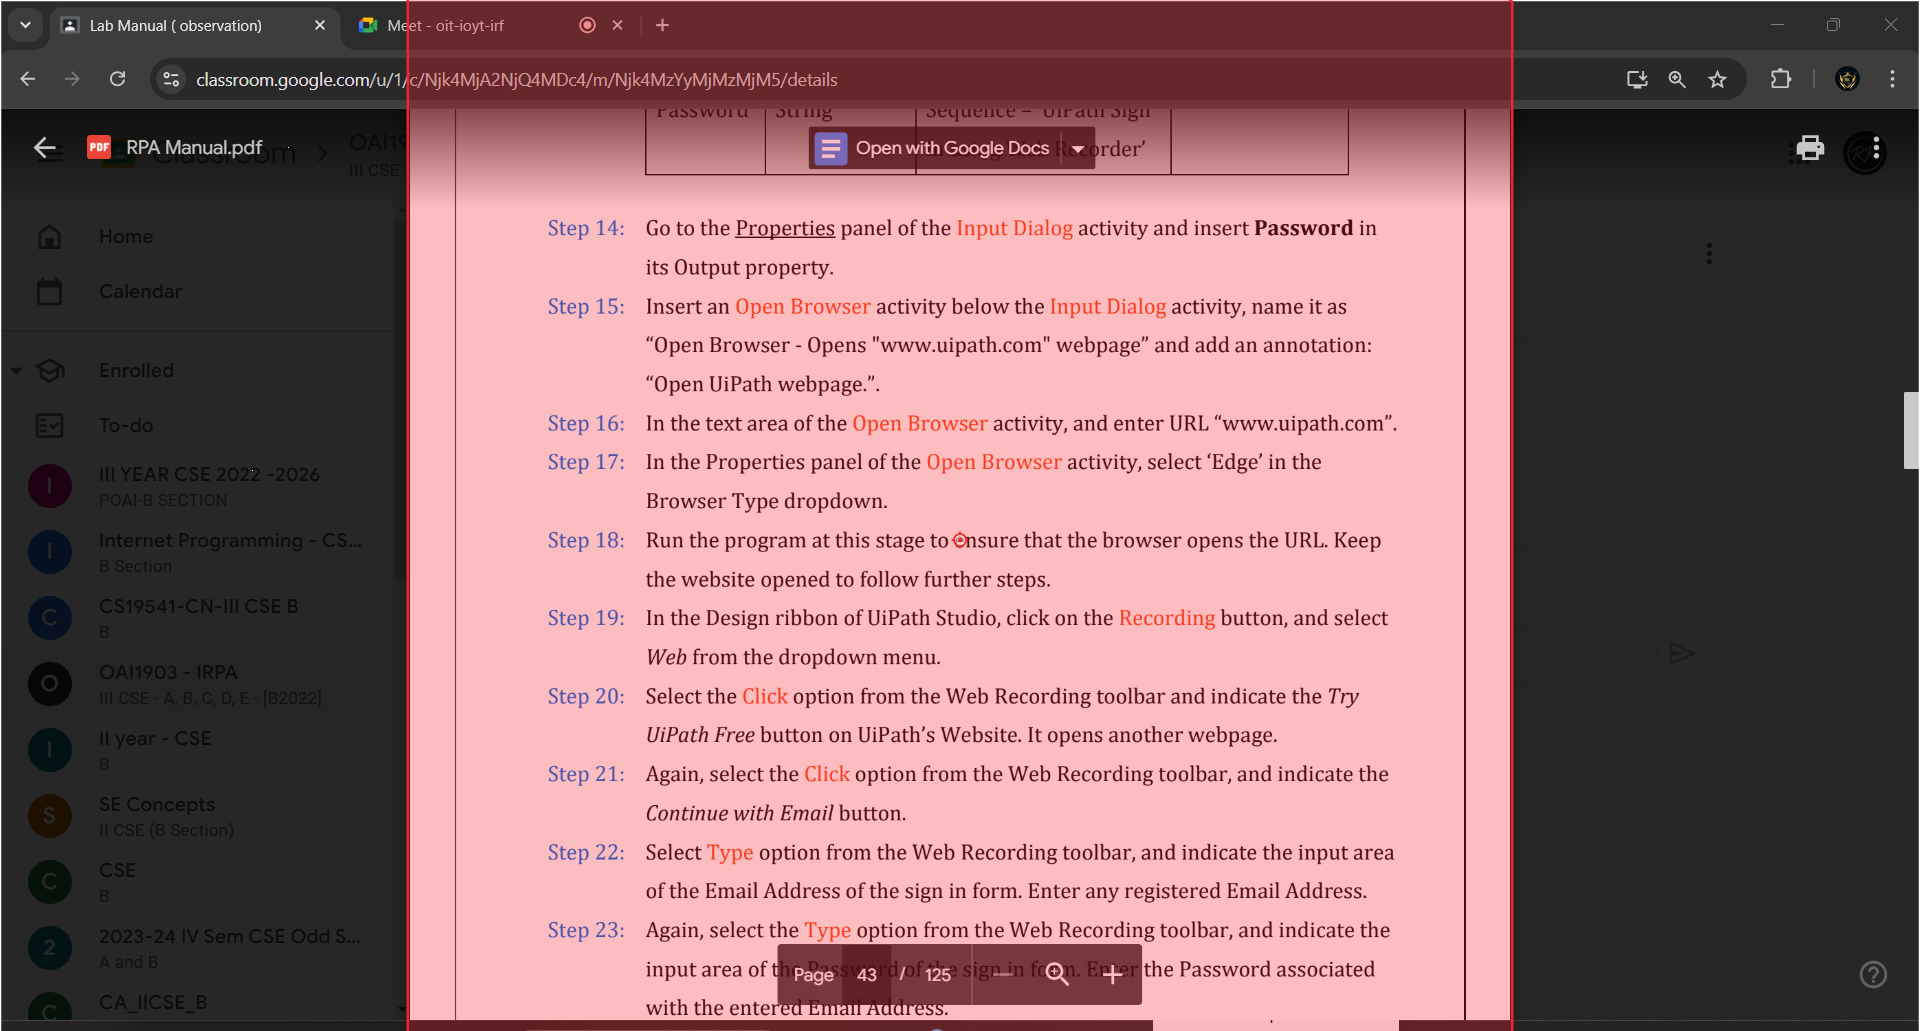 Lab Manual ( observation)
Meet - oit-ioyt-irf
classroom.google.com/u/1/c/Njk4MjA2NjQ4MDc4/m/Njk4MzYyMjMzMjM5/details
PDF RPA Manual.pdf
Classroom
OAI19
III CSE
Open with Google Docs
Password String Sequence – ‘UiPath Sign
Recorder’
Home
Calendar
Enrolled
To-do
I III YEAR CSE 2022 -2026
POAI-B SECTION
I Internet Programming - CS...
B Section
C CS19541-CN-III CSE B
B
O OAI1903 - IRPA
III CSE - A, B, C, D, E - [B2022]
I II year - CSE
B
S SE Concepts
II CSE (B Section)
C CSE
B
2 2023-24 IV Sem CSE Odd S...
A and B
C CA_IICSE_B
Step 14: Go to the Properties panel of the Input Dialog activity and insert Password in
its Output property.
Step 15: Insert an Open Browser activity below the Input Dialog activity, name it as
“Open Browser - Opens "www.uipath.com" webpage” and add an annotation:
“Open UiPath webpage.”.
Step 16: In the text area of the Open Browser activity, and enter URL “www.uipath.com”.
Step 17: In the Properties panel of the Open Browser activity, select ‘Edge’ in the
Browser Type dropdown.
Step 18: Run the program at this stage to ensure that the browser opens the URL. Keep
the website opened to follow further steps.
Step 19: In the Design ribbon of UiPath Studio, click on the Recording button, and select
Web from the dropdown menu.
Step 20: Select the Click option from the Web Recording toolbar and indicate the Try
UiPath Free button on UiPath’s Website. It opens another webpage.
Step 21: Again, select the Click option from the Web Recording toolbar, and indicate the
Continue with Email button.
Step 22: Select Type option from the Web Recording toolbar, and indicate the input area
of the Email Address of the sign in form. Enter any registered Email Address.
Step 23: Again, select the Type option from the Web Recording toolbar, and indicate the
input area of the Password of the sign in form. Enter the Password associated
with the entered Email Address.
Page 43 / 125